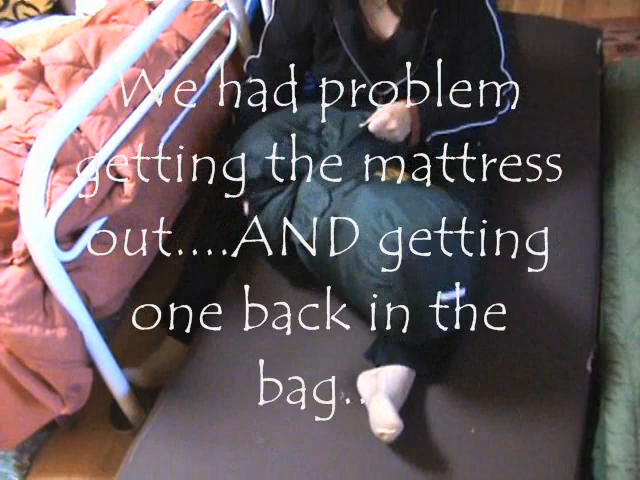 We had problem
getting the mattress
out....AND getting
one back in the
bag..